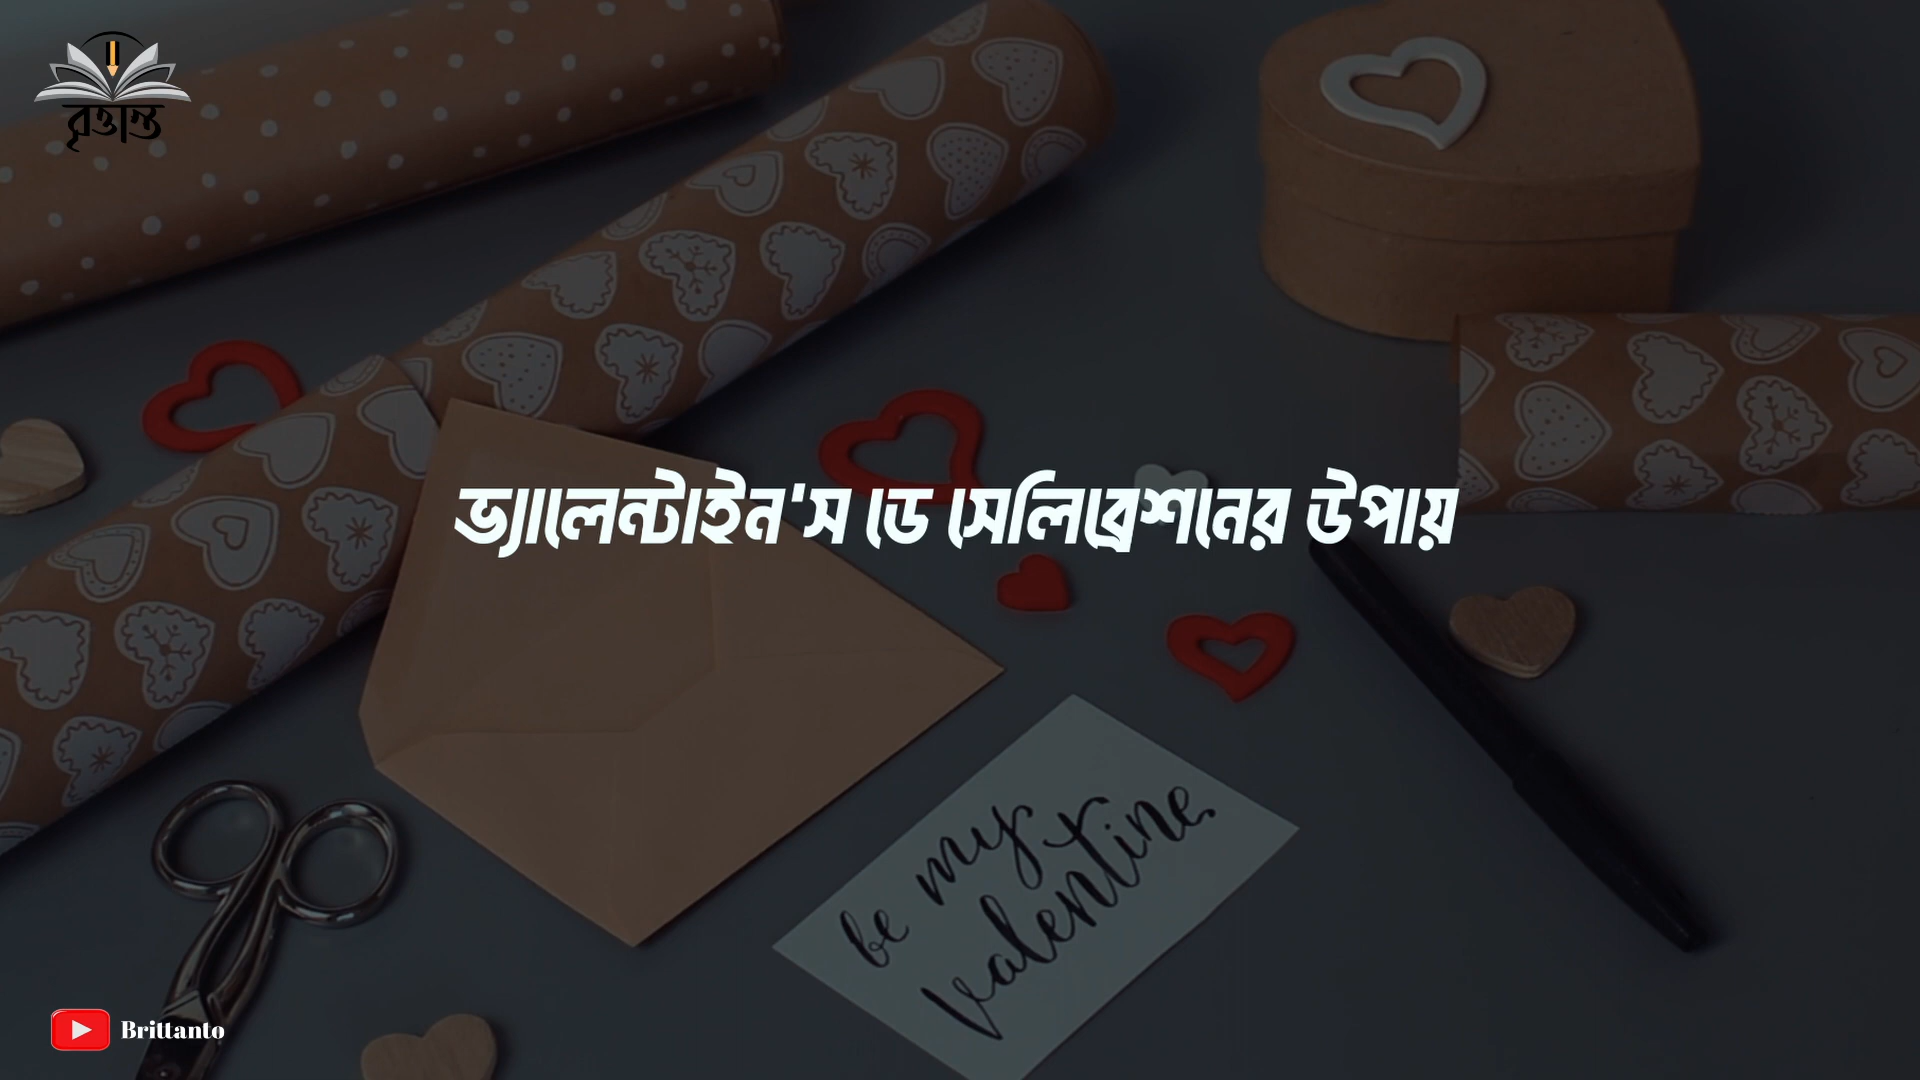 বৃত্তান্ত
ভ্যালেন্টাইন'স ডে সেলিব্রেশনের উপায়
be my
valentine
Brittanto